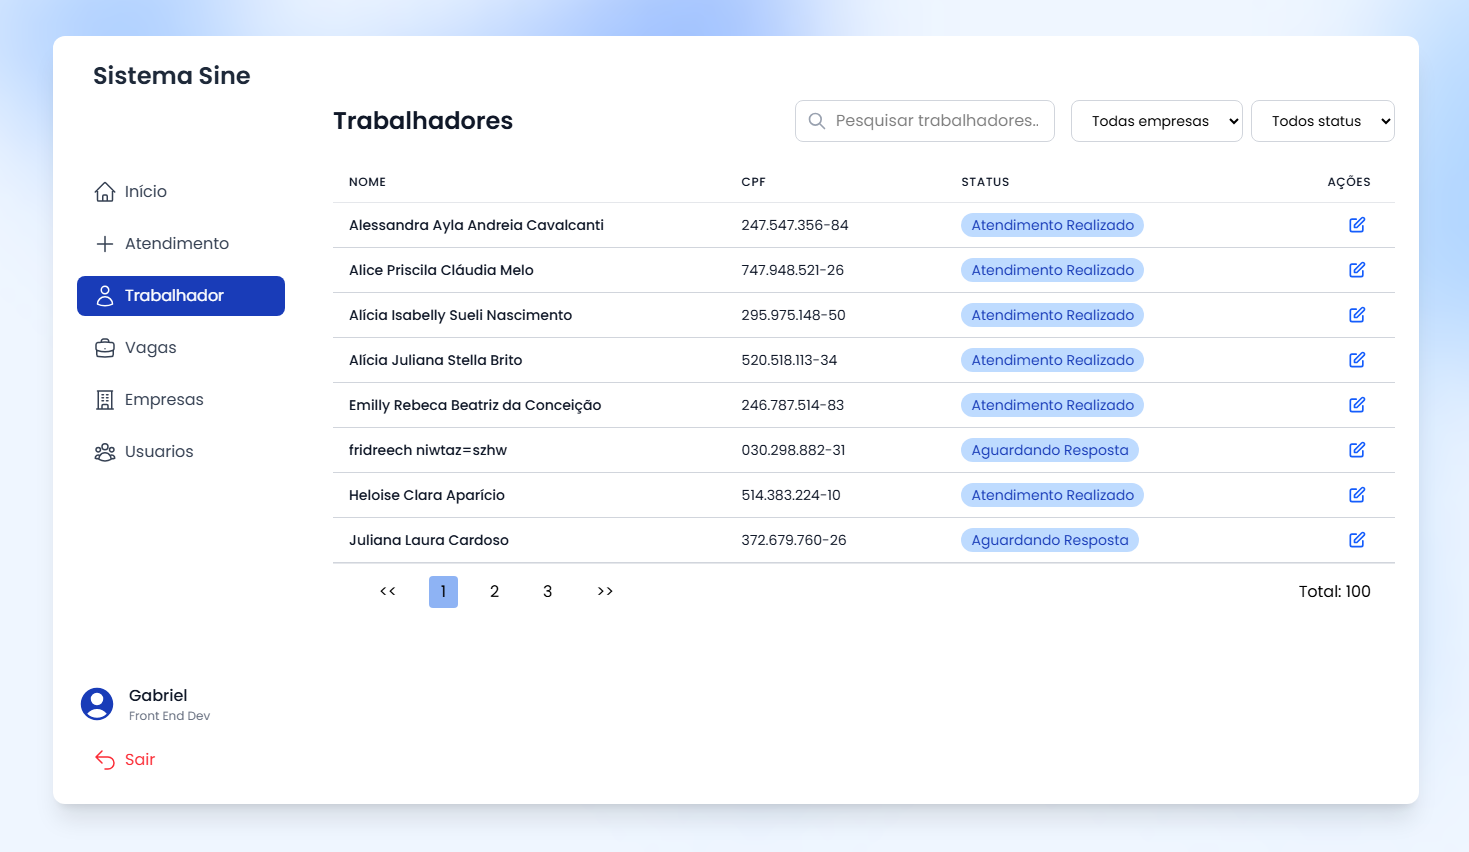 Sistema Sine
Início
Atendimento
Trabalhador
Vagas
Empresas
Usuarios
Gabriel
Front End Dev
Sair
Trabalhadores
Pesquisar trabalhadores..
Todas empresas
Todos status
NOME CPF STATUS AÇÕES
Alessandra Ayla Andreia Cavalcanti 247.547.356-84 Atendimento Realizado
Alice Priscila Cláudia Melo 747.948.521-26 Atendimento Realizado
Alícia Isabelly Sueli Nascimento 295.975.148-50 Atendimento Realizado
Alícia Juliana Stella Brito 520.518.113-34 Atendimento Realizado
Emilly Rebeca Beatriz da Conceição 246.787.514-83 Atendimento Realizado
fridreech niwtaz=szhw 030.298.882-31 Aguardando Resposta
Heloise Clara Aparício 514.383.224-10 Atendimento Realizado
Juliana Laura Cardoso 372.679.760-26 Aguardando Resposta
<< 1 2 3 >> Total: 100